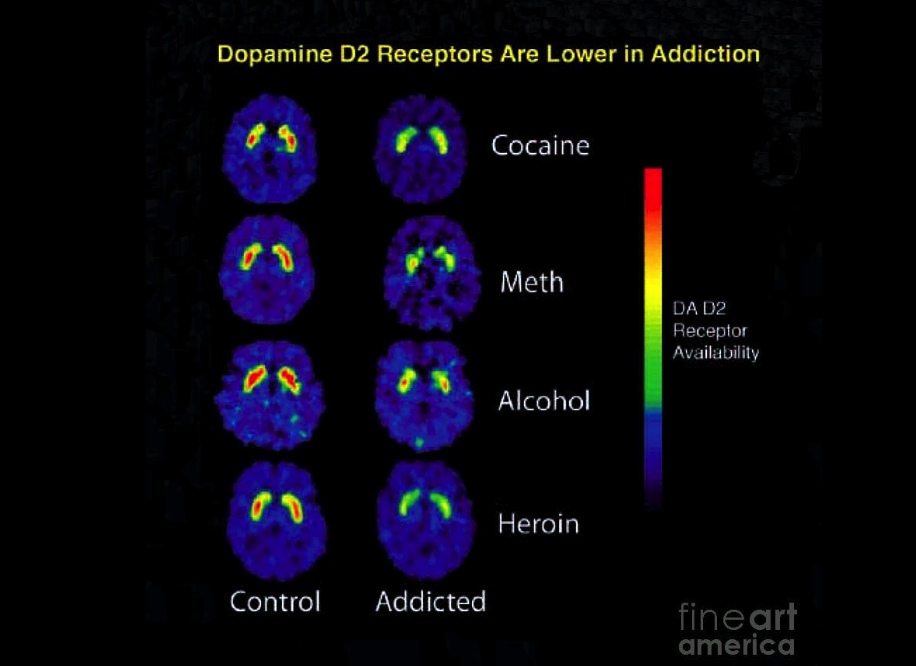 Dopamine D2 Receptors Are Lower in Addiction
Cocaine
Meth
DA D2
Receptor
Availability
Alcohol
Heroin
Control Addicted
fineart
america